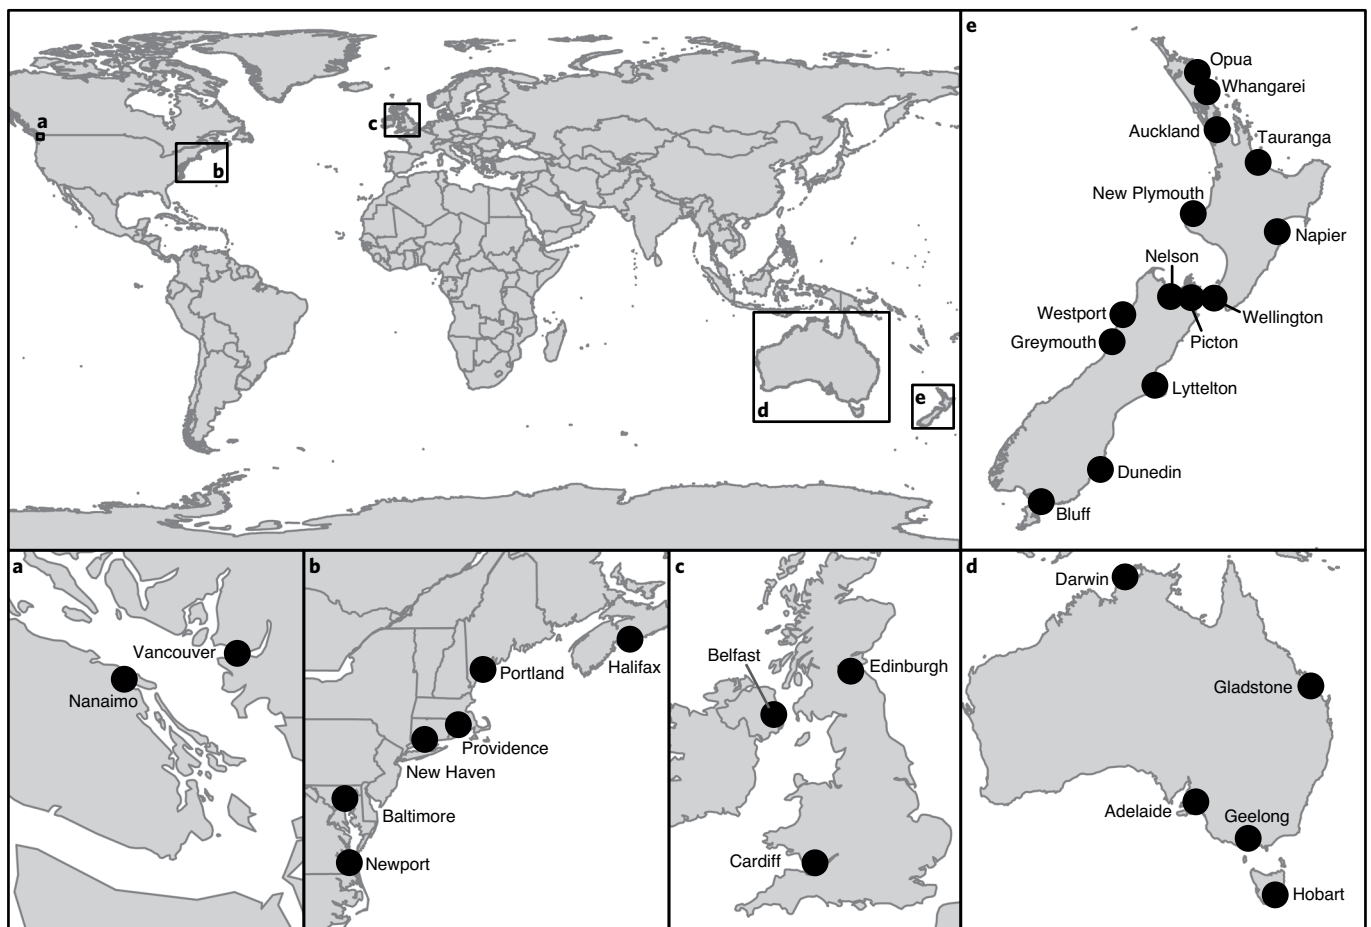 a
b
c
d
e
e
Opua
Whangarei
Auckland
Tauranga
New Plymouth
Napier
Nelson
Westport
Wellington
Greymouth
Picton
Lyttelton
Dunedin
Bluff
a
Vancouver
Nanaimo
b
Portland
Halifax
Providence
New Haven
Baltimore
Newport
c
Belfast
Edinburgh
Cardiff
d
Darwin
Gladstone
Adelaide
Geelong
Hobart